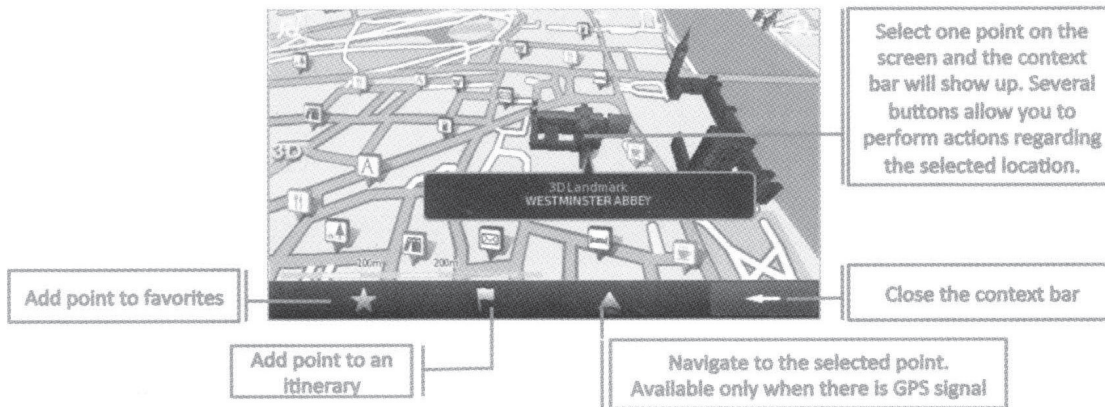 Select one point on the
screen and the context
bar will show up. Several
buttons allow you to
perform actions regarding
the selected location.
3D
3D Landmark
WESTMINSTER ABBEY
100m
200m
Add point to favorites
Close the context bar
Add point to an
itinerary
Navigate to the selected point.
Available only when there is GPS signal